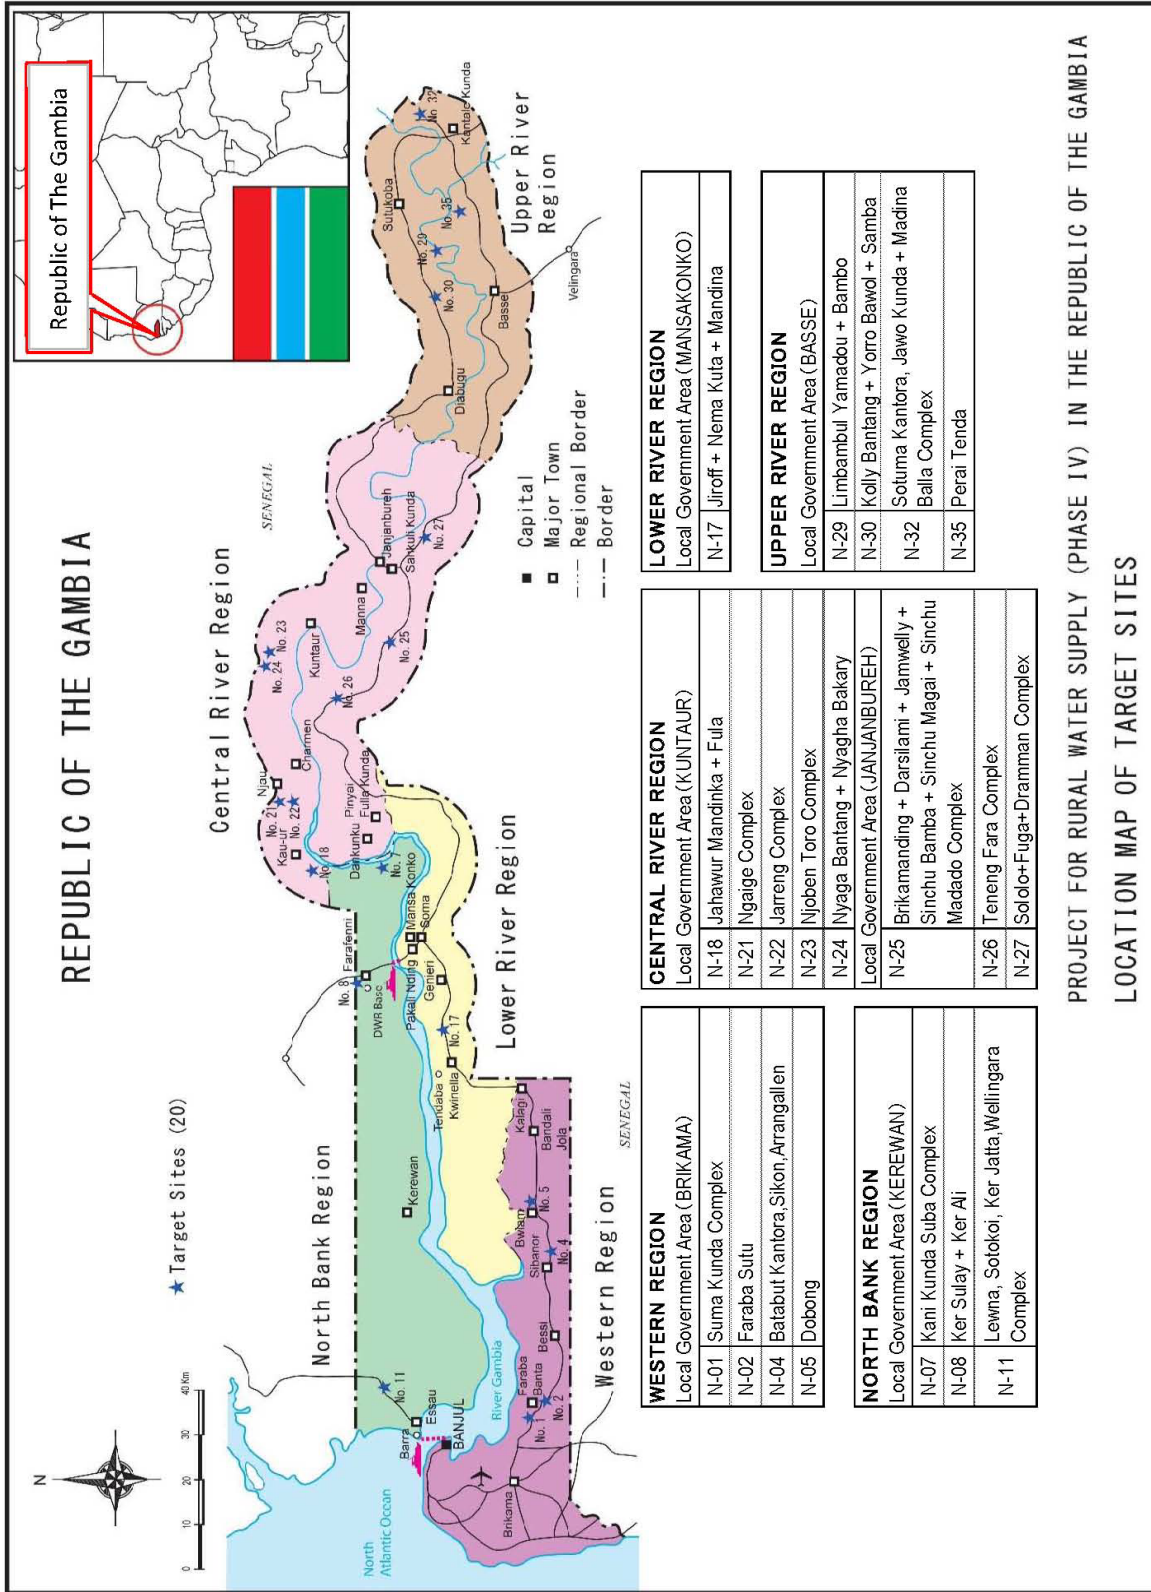 REPUBLIC OF THE GAMBIA
Republic of The Gambia
N
0 10 20 30 40 Km
★ Target Sites (20)
North Bank Region
Central River Region
Lower River Region
Upper River Region
Western Region
SENEGAL
SENEGAL
North
Atlantic Ocean
River Gambia
Barra
Essau
BANJUL
No. 11
Brikama
No. 1
Faraba
Banta
No. 2
Bessi
Sibanor
No. 4
Bwiam
No. 5
Bandali
Jola
Kalagi
Kerewan
Tendaba
Kwinella
No. 17
Genieri
Pakali Nding
Mansa Konko
Soma
No. 8
Farafenni
DWR Base
No. 7
No. 18
Kau-ur
No. 21
No. 22
Njau
Charmen
Dankunku
Pinyai
Fulla Kunda
No. 24
No. 23
Kuntaur
No. 26
No. 25
Manna
Janjanbureh
Sankuli Kunda
No. 27
Diabugu
Basse
No. 30
No. 29
No. 35
Sutukoba
No. 32
Kantale Kunda
Velingara
■ Capital
Major Town
Regional Border
Border
WESTERN REGION
Local Government Area (BRIKAMA)
N-01 Suma Kunda Complex
N-02 Faraba Sutu
N-04 Batabut Kantora,Sikon,Arrangallen
N-05 Dobong
NORTH BANK REGION
Local Government Area (KEREWAN)
N-07 Kani Kunda Suba Complex
N-08 Ker Sulay + Ker Ali
N-11 Lewna, Sotokoi, Ker Jatta,Wellingara
Complex
CENTRAL RIVER REGION
Local Government Area (KUNTAUR)
N-18 Jahawur Mandinka + Fula
N-21 Ngaige Complex
N-22 Jarreng Complex
N-23 Njoben Toro Complex
N-24 Nyaga Bantang + Nyagha Bakary
Local Government Area (JANJANBUREH)
N-25 Brikamanding + Darsilami + Jamwelly +
Sinchu Bamba + Sinchu Magai + Sinchu
Madado Complex
N-26 Teneng Fara Complex
N-27 Sololo+Fuga+Dramman Complex
LOWER RIVER REGION
Local Government Area (MANSAKONKO)
N-17 Jiroff + Nema Kuta + Mandina
UPPER RIVER REGION
Local Government Area (BASSE)
N-29 Limbambul Yamadou + Bambo
N-30 Kolly Bantang + Yorro Bawol + Samba
N-32 Sotuma Kantora, Jawo Kunda + Madina
Balla Complex
N-35 Perai Tenda
PROJECT FOR RURAL WATER SUPPLY (PHASE IV) IN THE REPUBLIC OF THE GAMBIA
LOCATION MAP OF TARGET SITES